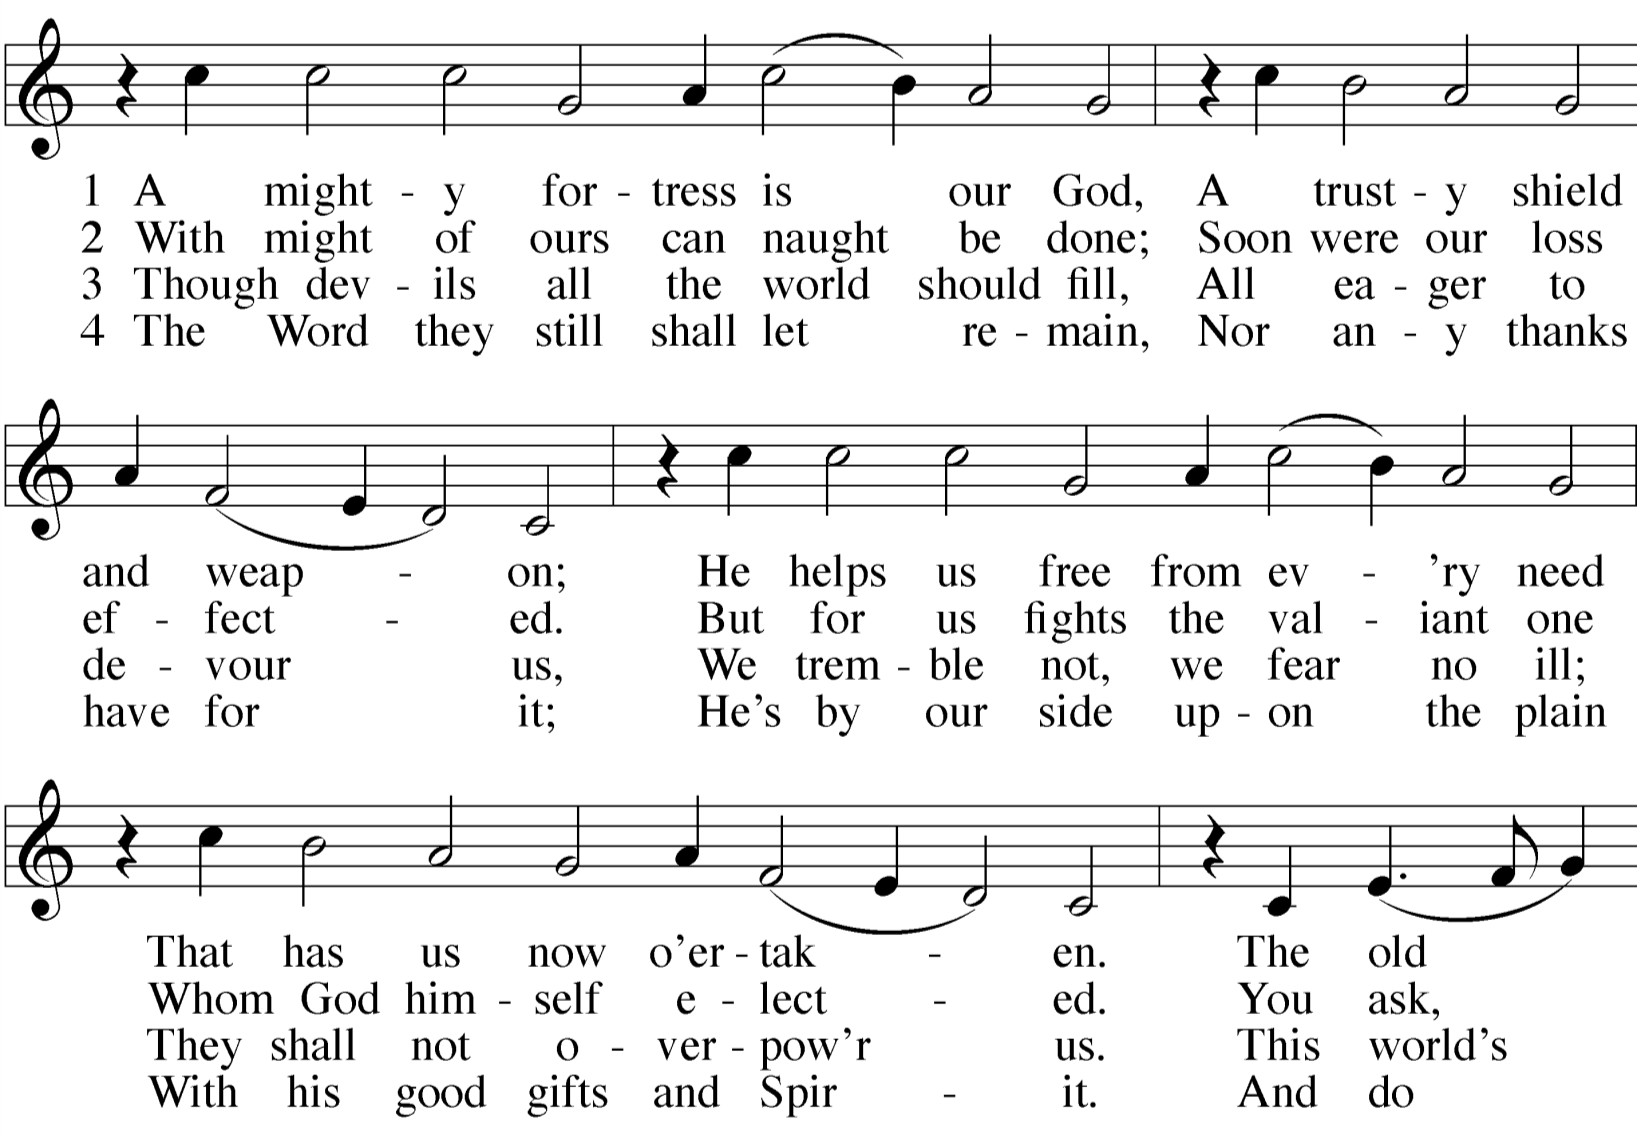 1 A might - y for - tress is our God, A trust - y shield
2 With might of ours can naught be done; Soon were our loss
3 Though dev - ils all the world should fill, All ea - ger to
4 The Word they still shall let re - main, Nor an - y thanks
and weap - on; He helps us free from ev - ’ry need
ef - fect - ed. But for us fights the val - iant one
de - vour us, We trem - ble not, we fear no ill;
have for it; He’s by our side up - on the plain
That has us now o’er - tak - en. The old
Whom God him - self e - lect - ed. You ask,
They shall not o - ver - pow’r us. This world’s
With his good gifts and Spir - it. And do